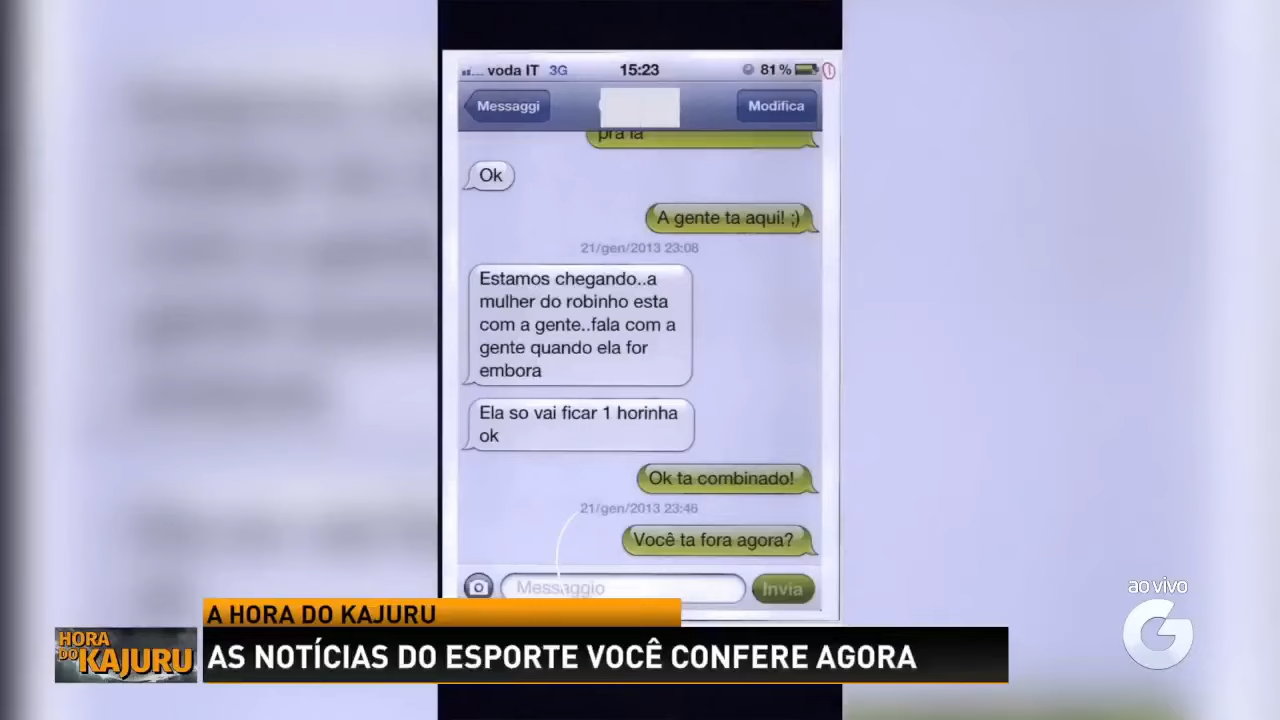 voda IT 3G 15:23 81%
Messaggi Modifica
pra la
Ok
A gente ta aqui! ;)
21/gen/2013 23:08
Estamos chegando..a
mulher do robinho esta
com a gente..fala com a
gente quando ela for
embora
Ela so vai ficar 1 horinha
ok
Ok ta combinado!
21/gen/2013 23:46
Você ta fora agora?
Messaggio Invia
A HORA DO KAJURU
HORA
DO KAJURU
AS NOTÍCIAS DO ESPORTE VOCÊ CONFERE AGORA
ao vivo
G